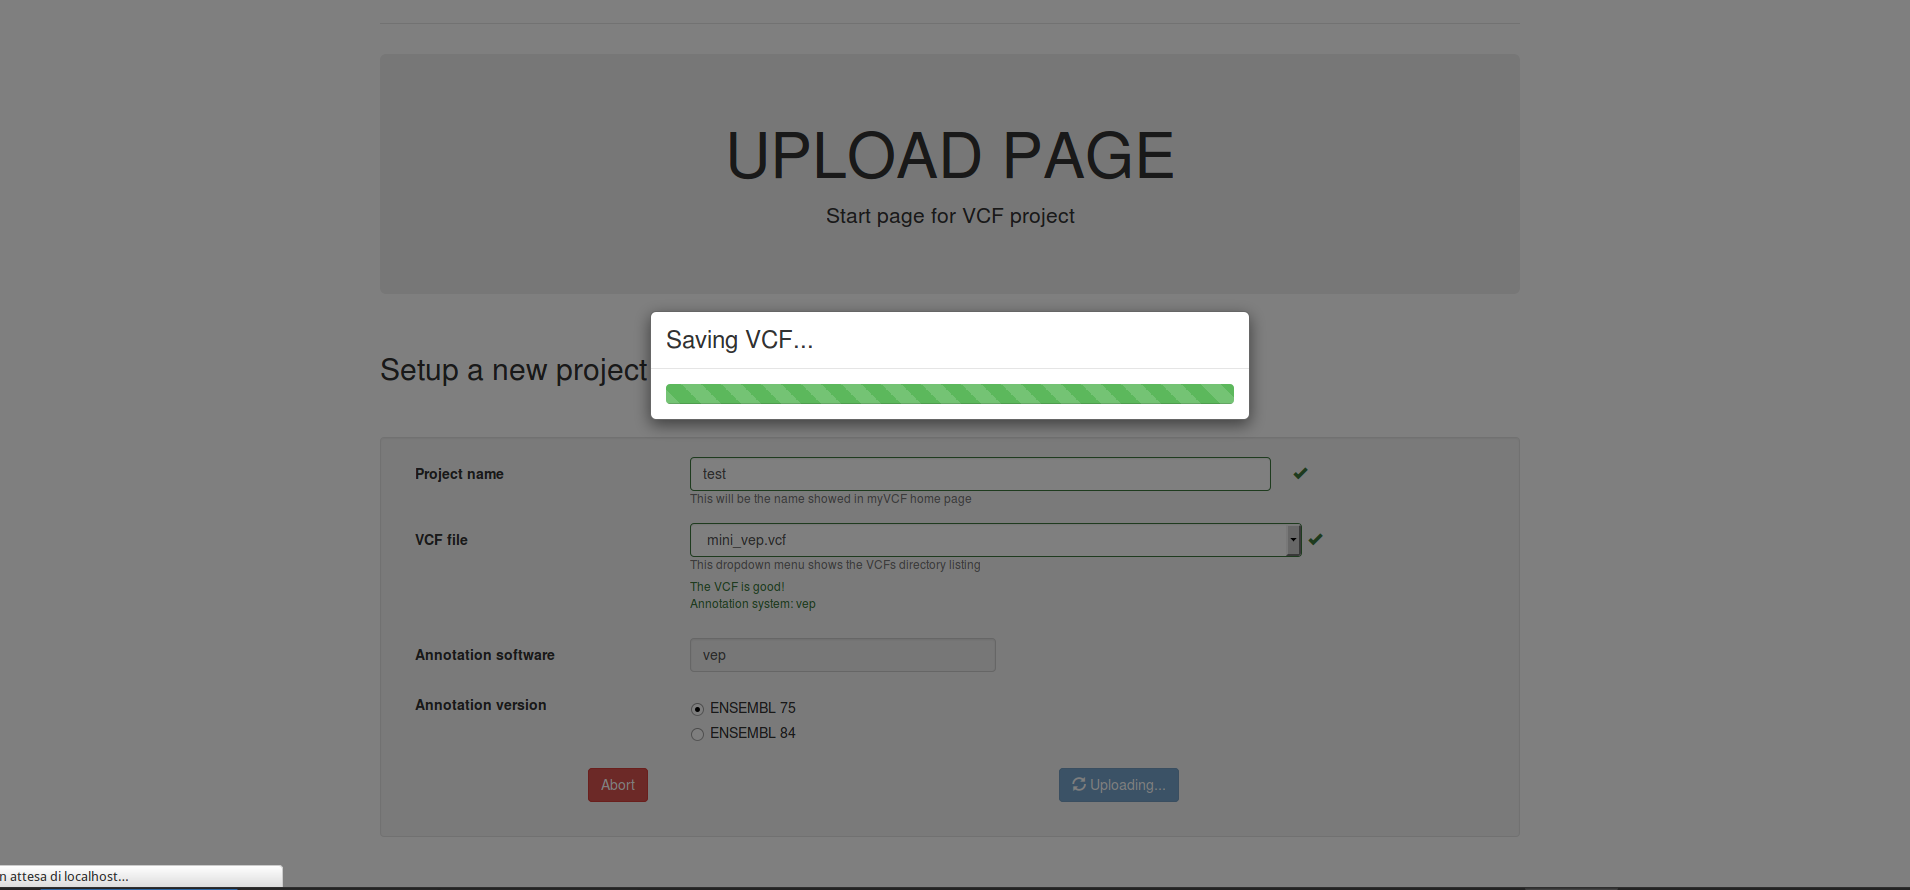 UPLOAD PAGE
Start page for VCF project
Saving VCF...
Setup a new project
Project name
test
This will be the name showed in myVCF home page
VCF file
mini_vep.vcf
This dropdown menu shows the VCFs directory listing
The VCF is good!
Annotation system: vep
Annotation software
vep
Annotation version
ENSEMBL 75
ENSEMBL 84
Abort
Uploading...
n attesa di localhost...